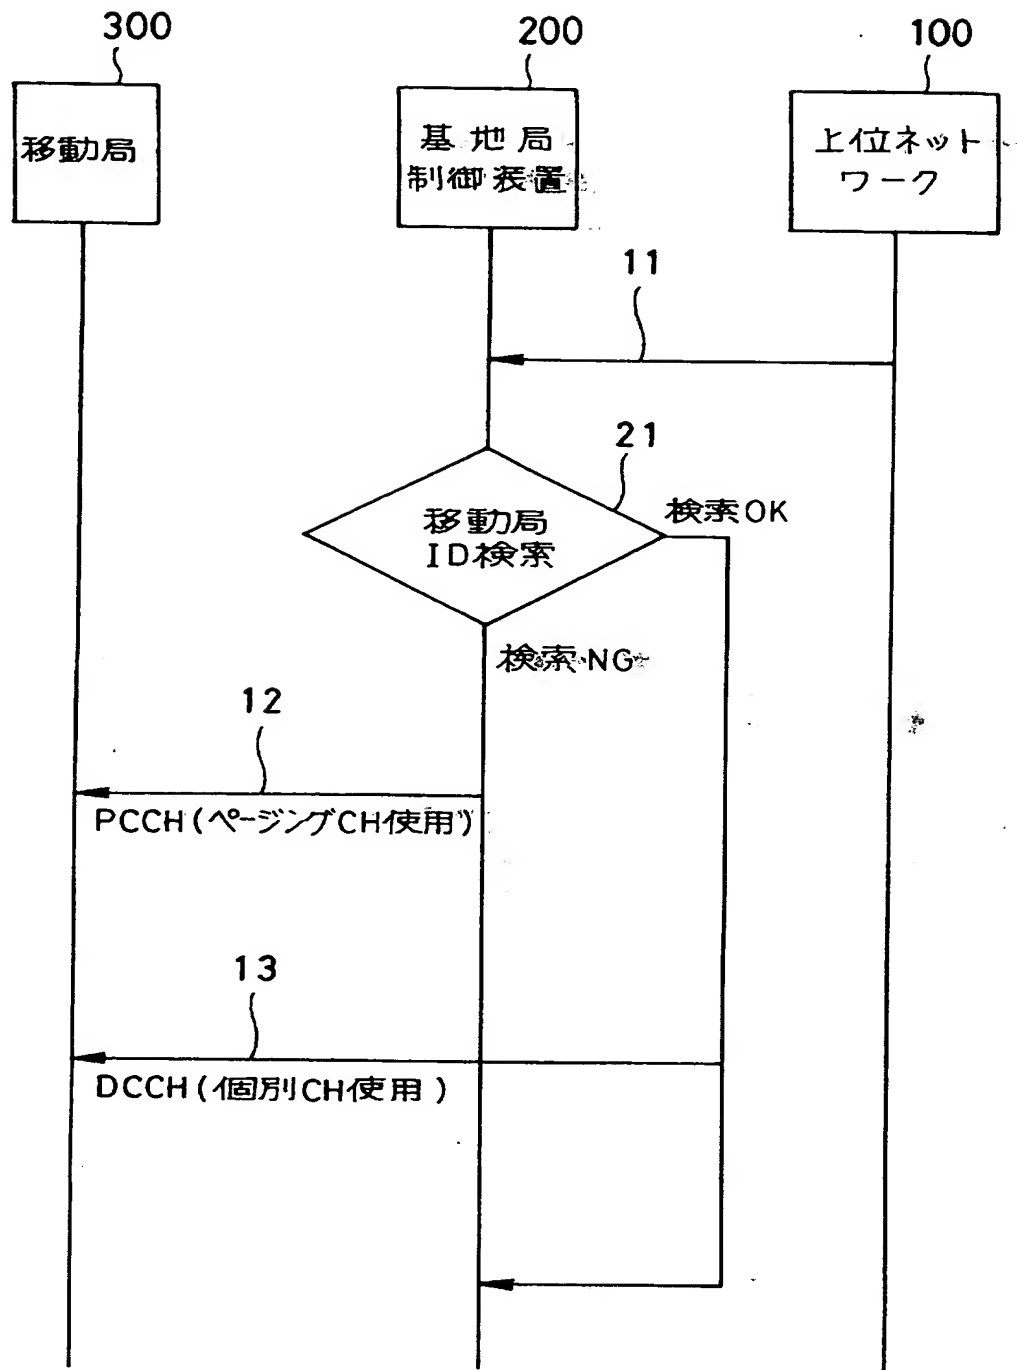 300
200
100
移動局
基地局
制御装置
上位ネット
ワーク
11
21
検索OK
移動局
ID検索
検索NG
12
PCCH(ページングCH使用)
13
DCCH(個別CH使用)